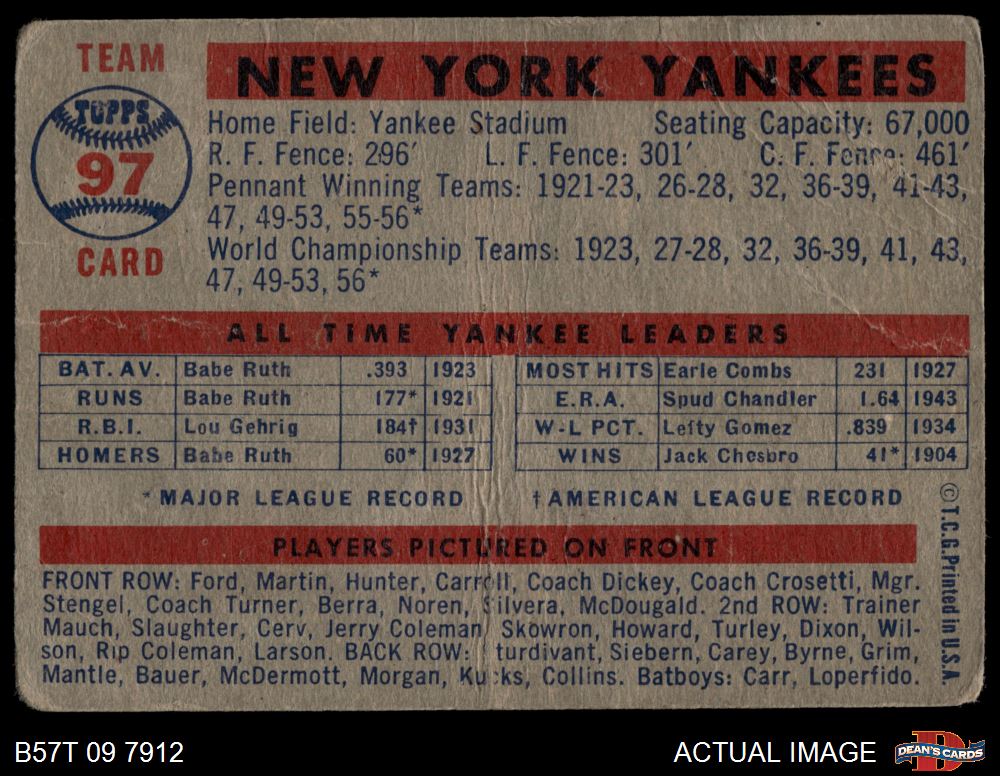 TEAM
TOPPS
97
CARD
NEW YORK YANKEES
Home Field: Yankee Stadium Seating Capacity: 67,000
R. F. Fence: 296′ L. F. Fence: 301′ C. F. Fence: 461′
Pennant Winning Teams: 1921-23, 26-28, 32, 36-39, 41-43,
47, 49-53, 55-56*
World Championship Teams: 1923, 27-28, 32, 36-39, 41, 43,
47, 49-53, 56*
ALL TIME YANKEE LEADERS
BAT. AV. Babe Ruth .393 1923 MOST HITS Earle Combs 231 1927
RUNS Babe Ruth 177* 1921 E.R.A. Spud Chandler 1.64 1943
R.B.I. Lou Gehrig 184† 1931 W-L PCT. Lefty Gomez .839 1934
HOMERS Babe Ruth 60* 1927 WINS Jack Chesbro 41* 1904
*MAJOR LEAGUE RECORD †AMERICAN LEAGUE RECORD
PLAYERS PICTURED ON FRONT
FRONT ROW: Ford, Martin, Hunter, Carroll, Coach Dickey, Coach Crosetti, Mgr.
Stengel, Coach Turner, Berra, Noren, Silvera, McDougald. 2nd ROW: Trainer
Mauch, Slaughter, Cerv, Jerry Coleman Skowron, Howard, Turley, Dixon, Wil-
son, Rip Coleman, Larson. BACK ROW: turdivant, Siebern, Carey, Byrne, Grim,
Mantle, Bauer, McDermott, Morgan, Kucks, Collins. Batboys: Carr, Loperfido.
© T.C.G. Printed in U.S.A.
B57T 09 7912 ACTUAL IMAGE DEAN'S CARDS